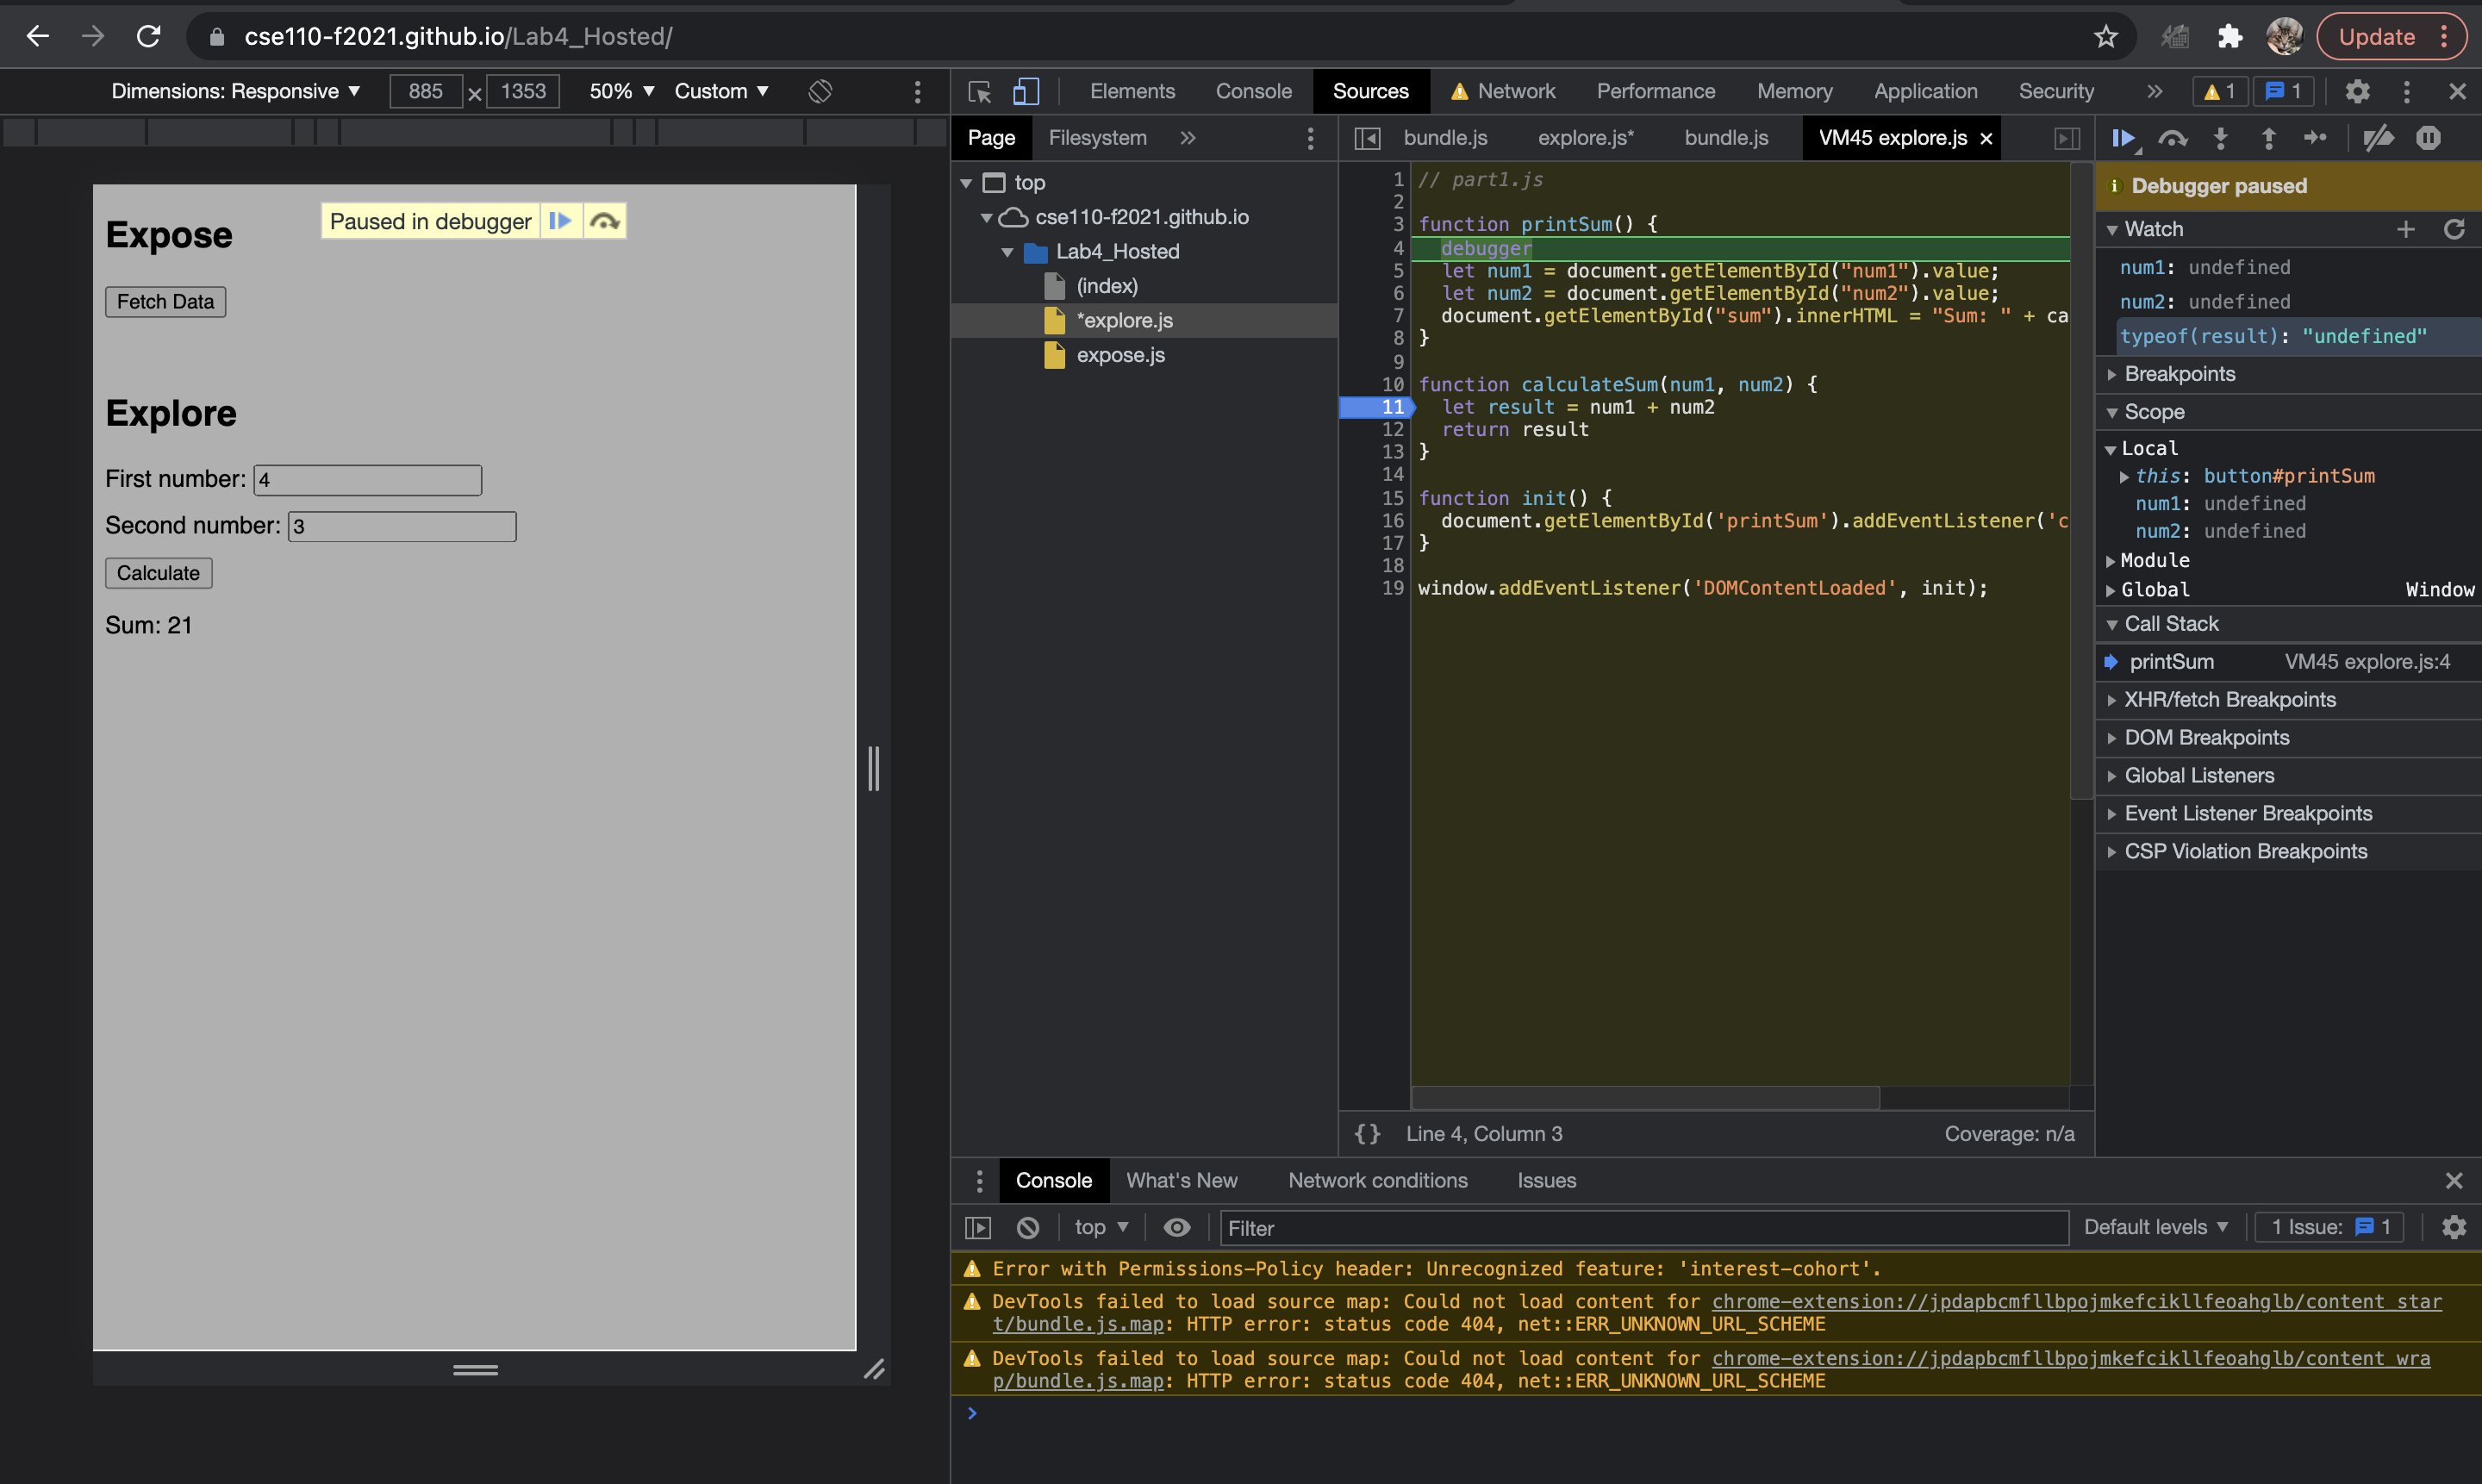 cse110-f2021.github.io/Lab4_Hosted/
Update
Dimensions: Responsive ▼ 885 × 1353 50% ▼ Custom ▼
Elements Console Sources Network Performance Memory Application Security » 1 1
Page Filesystem »
bundle.js explore.js* bundle.js VM45 explore.js ×
top
cse110-f2021.github.io
Lab4_Hosted
(index)
*explore.js
expose.js
Expose
Paused in debugger
Fetch Data
Explore
First number: 4
Second number: 3
Calculate
Sum: 21
1 // part1.js
2
3 function printSum() {
4 debugger
5 let num1 = document.getElementById("num1").value;
6 let num2 = document.getElementById("num2").value;
7 document.getElementById("sum").innerHTML = "Sum: " + ca
8 }
9
10 function calculateSum(num1, num2) {
11 let result = num1 + num2
12 return result
13 }
14
15 function init() {
16 document.getElementById('printSum').addEventListener('c
17 }
18
19 window.addEventListener('DOMContentLoaded', init);
{} Line 4, Column 3 Coverage: n/a
Debugger paused
Watch
num1: undefined
num2: undefined
typeof(result): "undefined"
Breakpoints
Scope
Local
this: button#printSum
num1: undefined
num2: undefined
Module
Global Window
Call Stack
printSum VM45 explore.js:4
XHR/fetch Breakpoints
DOM Breakpoints
Global Listeners
Event Listener Breakpoints
CSP Violation Breakpoints
Console What's New Network conditions Issues
top ▼ Filter Default levels ▼ 1 Issue: 1
Error with Permissions-Policy header: Unrecognized feature: 'interest-cohort'.
DevTools failed to load source map: Could not load content for chrome-extension://jpdapbcmfllbpojmkefcikllfeoahglb/content_star
t/bundle.js.map: HTTP error: status code 404, net::ERR_UNKNOWN_URL_SCHEME
DevTools failed to load source map: Could not load content for chrome-extension://jpdapbcmfllbpojmkefcikllfeoahglb/content_wra
p/bundle.js.map: HTTP error: status code 404, net::ERR_UNKNOWN_URL_SCHEME